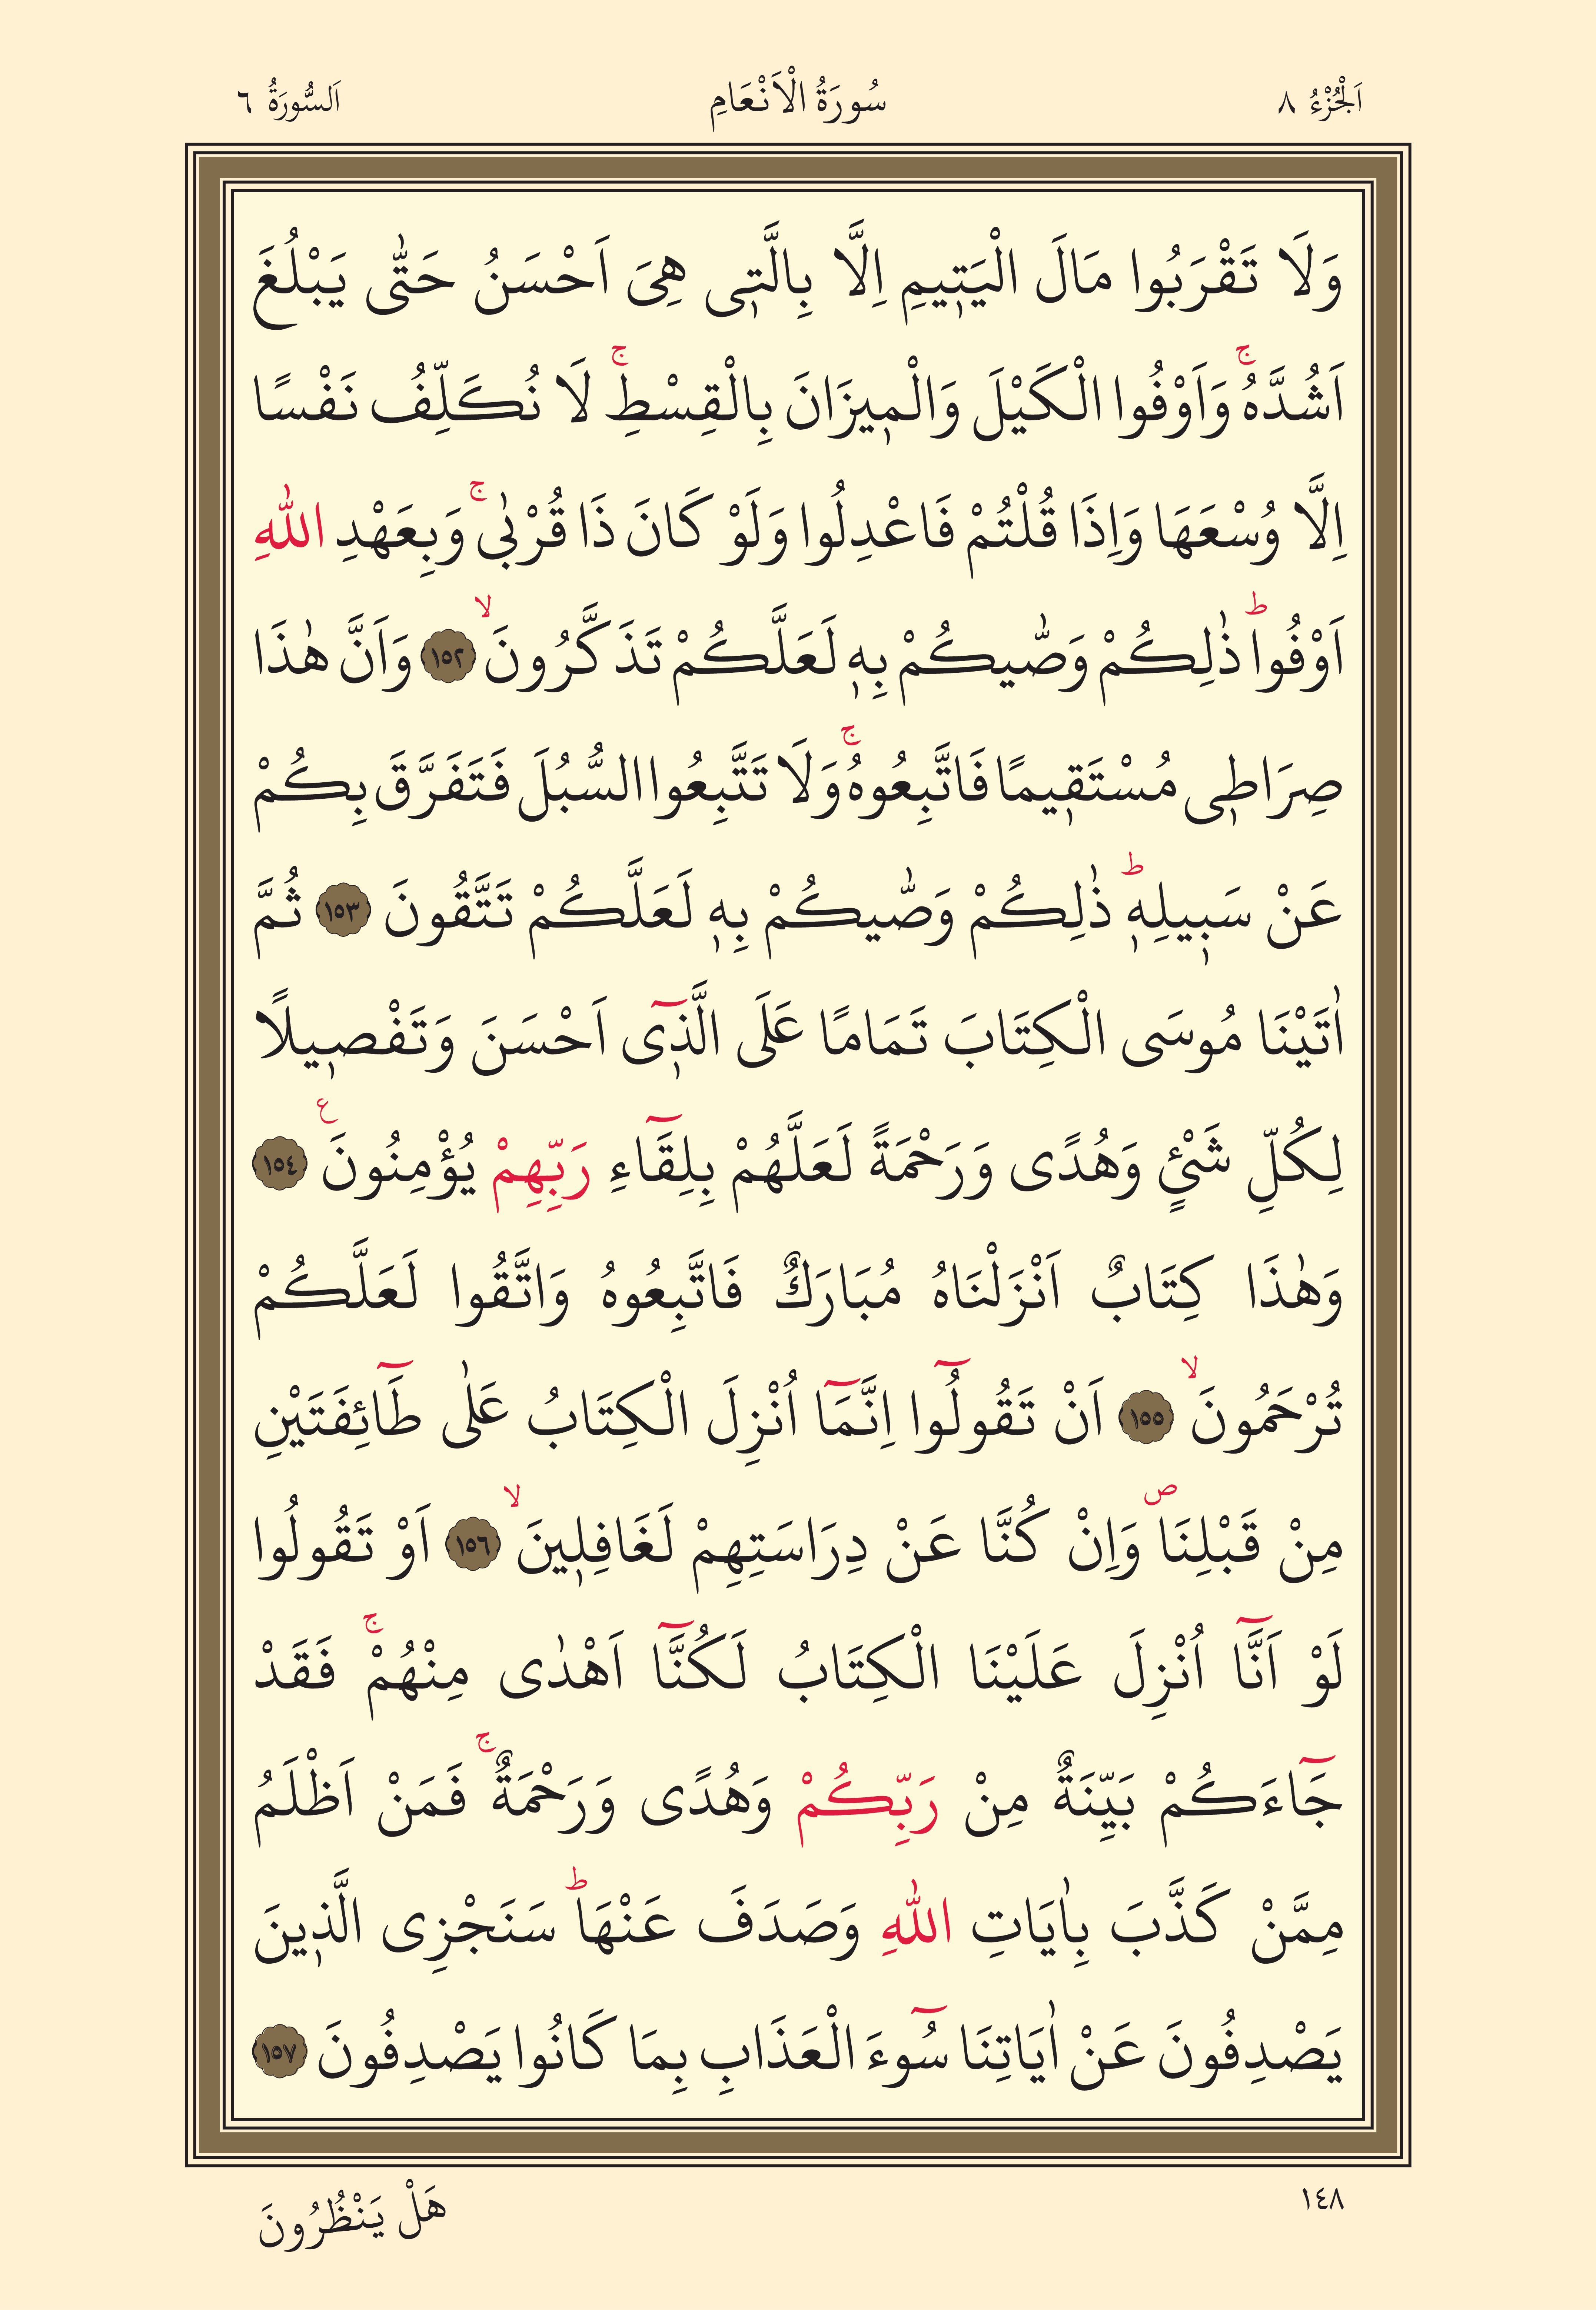 اَلْجُزْءُ ٨
سُورَةُ الْاَنْعَامِ
اَلسُّورَةُ ٦
وَلَا تَقْرَبُوا مَالَ الْيَت۪يمِ اِلَّا بِالَّت۪ى هِىَ اَحْسَنُ حَتّٰى يَبْلُغَ
اَشُدَّهُۚ وَاَوْفُوا الْكَيْلَ وَالْم۪يزَانَ بِالْقِسْطِۚ لَا نُكَلِّفُ نَفْسًا
اِلَّا وُسْعَهَا وَاِذَا قُلْتُمْ فَاعْدِلُوا وَلَوْ كَانَ ذَا قُرْبٰىۚ وَبِعَهْدِ اللّٰهِ
اَوْفُواۜ ذٰلِكُمْ وَصّٰيكُمْ بِه۪ لَعَلَّكُمْ تَذَكَّرُونَۙ ١٥٢ وَاَنَّ هٰذَا
صِرَاط۪ى مُسْتَق۪يمًا فَاتَّبِعُوهُۚ وَلَا تَتَّبِعُوا السُّبُلَ فَتَفَرَّقَ بِكُمْ
عَنْ سَب۪يلِه۪ۜ ذٰلِكُمْ وَصّٰيكُمْ بِه۪ لَعَلَّكُمْ تَتَّقُونَ ١٥٣ ثُمَّ
اٰتَيْنَا مُوسَى الْكِتَابَ تَمَامًا عَلَى الَّذ۪ٓى اَحْسَنَ وَتَفْص۪يلًا
لِكُلِّ شَىْءٍ وَهُدًى وَرَحْمَةً لَعَلَّهُمْ بِلِقَٓاءِ رَبِّهِمْ يُؤْمِنُونَ ع ١٥٤
وَهٰذَا كِتَابٌ اَنْزَلْنَاهُ مُبَارَكٌ فَاتَّبِعُوهُ وَاتَّقُوا لَعَلَّكُمْ
تُرْحَمُونَۙ ١٥٥ اَنْ تَقُولُٓوا اِنَّمَٓا اُنْزِلَ الْكِتَابُ عَلٰى طَٓائِفَتَيْنِ
مِنْ قَبْلِنَا ص وَاِنْ كُنَّا عَنْ دِرَاسَتِهِمْ لَغَافِل۪ينَۙ ١٥٦ اَوْ تَقُولُوا
لَوْ اَنَّٓا اُنْزِلَ عَلَيْنَا الْكِتَابُ لَكُنَّٓا اَهْدٰى مِنْهُمْۚ فَقَدْ
جَٓاءَكُمْ بَيِّنَةٌ مِنْ رَبِّكُمْ وَهُدًى وَرَحْمَةٌۚ فَمَنْ اَظْلَمُ
مِمَّنْ كَذَّبَ بِاٰيَاتِ اللّٰهِ وَصَدَفَ عَنْهَاۜ سَنَجْزِى الَّذ۪ينَ
يَصْدِفُونَ عَنْ اٰيَاتِنَا سُٓوءَ الْعَذَابِ بِمَا كَانُوا يَصْدِفُونَ ١٥٧
١٤٨
هَلْ يَنْظُرُونَ